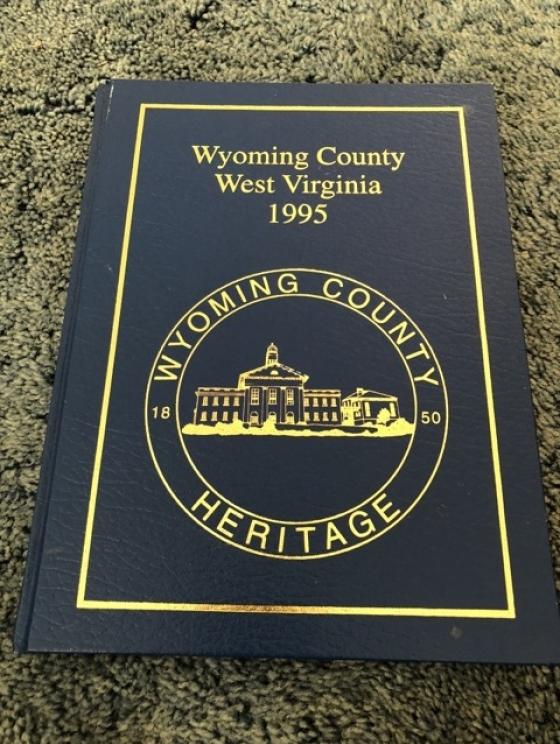 Wyoming County
West Virginia
1995
WYOMING COUNTY
18 50
HERITAGE